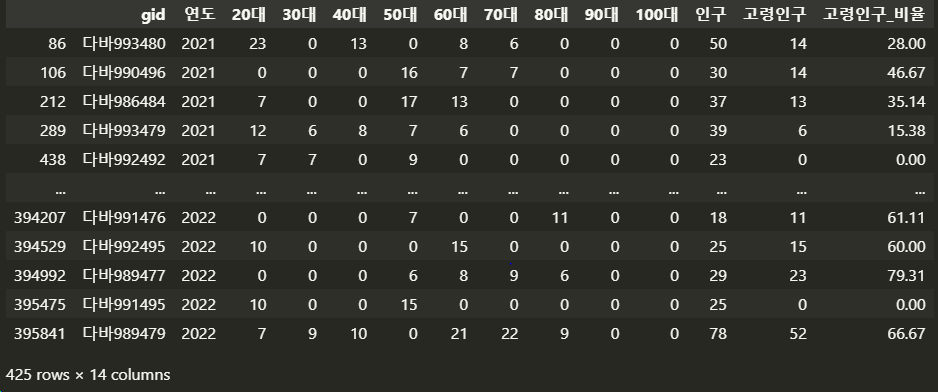 gid 연도 20대 30대 40대 50대 60대 70대 80대 90대 100대 인구 고령인구 고령인구_비율
86 다바993480 2021 23 0 13 0 8 6 0 0 0 50 14 28.00
106 다바990496 2021 0 0 0 16 7 7 0 0 0 30 14 46.67
212 다바986484 2021 7 0 0 17 13 0 0 0 0 37 13 35.14
289 다바993479 2021 12 6 8 7 6 0 0 0 0 39 6 15.38
438 다바992492 2021 7 7 0 9 0 0 0 0 0 23 0 0.00
... ... ... ... ... ... ... ... ... ... ... ... ... ... ...
394207 다바991476 2022 0 0 0 7 0 0 11 0 0 18 11 61.11
394529 다바992495 2022 10 0 0 0 15 0 0 0 0 25 15 60.00
394992 다바989477 2022 0 0 0 6 8 9 6 0 0 29 23 79.31
395475 다바991495 2022 10 0 0 15 0 0 0 0 0 25 0 0.00
395841 다바989479 2022 7 9 10 0 21 22 9 0 0 78 52 66.67
425 rows × 14 columns